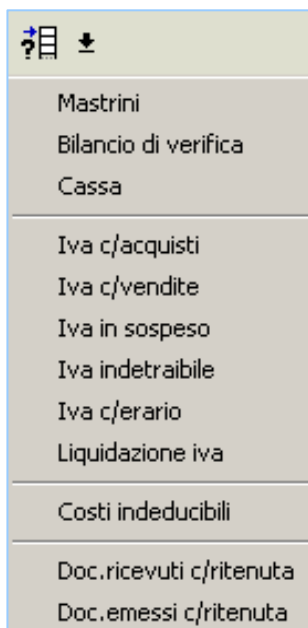 Mastrini
Bilancio di verifica
Cassa
Iva c/acquisti
Iva c/vendite
Iva in sospeso
Iva indetraibile
Iva c/erario
Liquidazione iva
Costi indeducibili
Doc.ricevuti c/ritenuta
Doc.emessi c/ritenuta